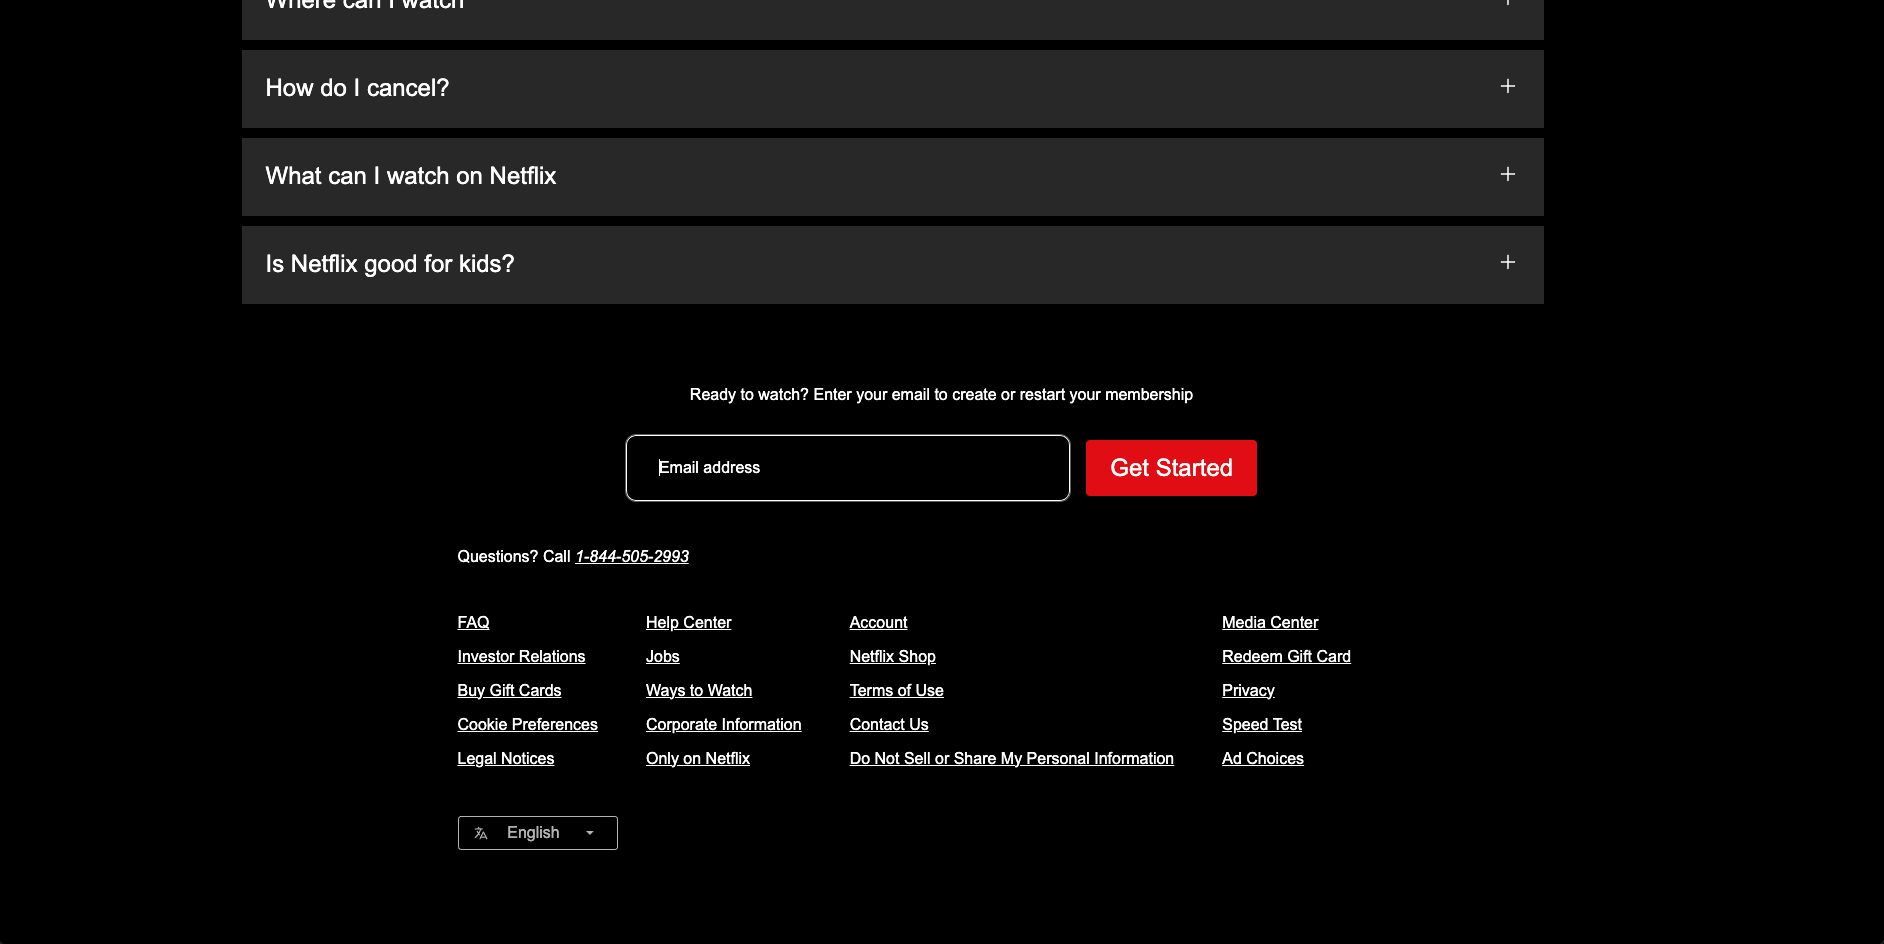 Where can I watch
How do I cancel?
What can I watch on Netflix
Is Netflix good for kids?
Ready to watch? Enter your email to create or restart your membership
Email address
Get Started
Questions? Call 1-844-505-2993
FAQ
Help Center
Account
Media Center
Investor Relations
Jobs
Netflix Shop
Redeem Gift Card
Buy Gift Cards
Ways to Watch
Terms of Use
Privacy
Cookie Preferences
Corporate Information
Contact Us
Speed Test
Legal Notices
Only on Netflix
Do Not Sell or Share My Personal Information
Ad Choices
English